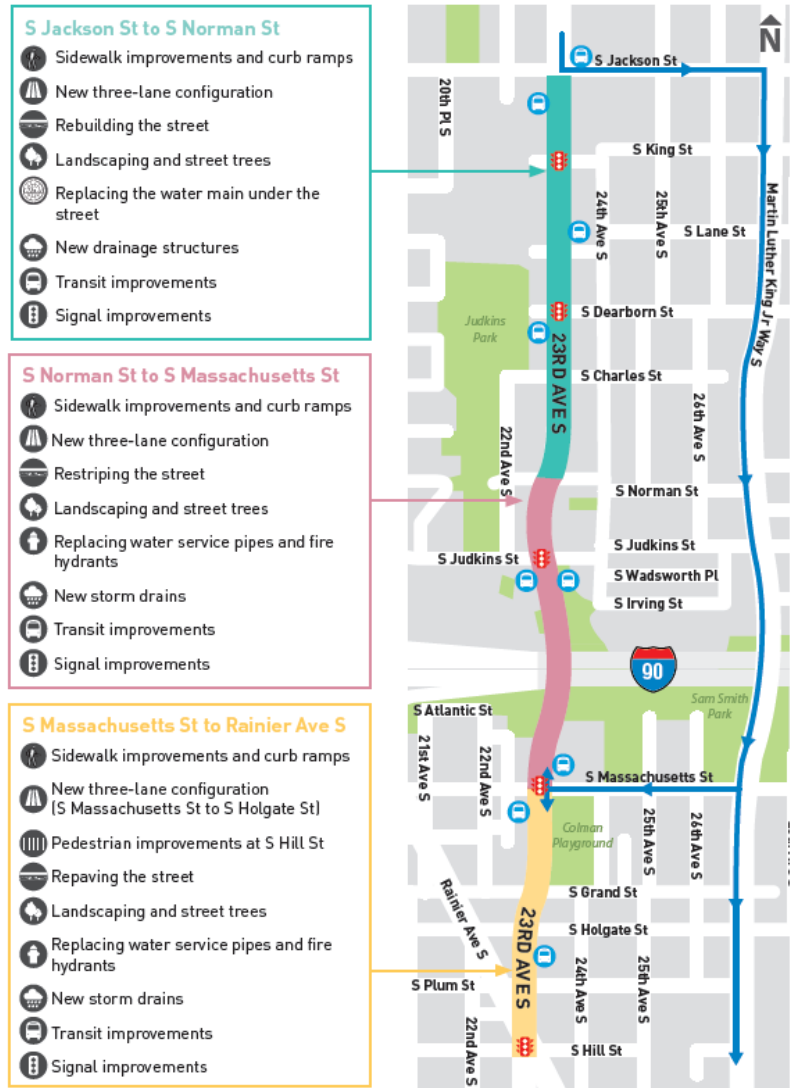 S Jackson St to S Norman St
Sidewalk improvements and curb ramps
New three-lane configuration
Rebuilding the street
Landscaping and street trees
Replacing the water main under the
street
New drainage structures
Transit improvements
Signal improvements
S Norman St to S Massachusetts St
Sidewalk improvements and curb ramps
New three-lane configuration
Restriping the street
Landscaping and street trees
Replacing water service pipes and fire
hydrants
New storm drains
Transit improvements
Signal improvements
S Massachusetts St to Rainier Ave S
Sidewalk improvements and curb ramps
New three-lane configuration
(S Massachusetts St to S Holgate St)
Pedestrian improvements at S Hill St
Repaving the street
Landscaping and street trees
Replacing water service pipes and fire
hydrants
New storm drains
Transit improvements
Signal improvements
N
S Jackson St
20th Pl S
S King St
24th Ave S
25th Ave S
Martin Luther King Jr Way S
S Lane St
Judkins
Park
S Dearborn St
23RD AVE S
S Charles St
26th Ave S
22nd Ave S
S Norman St
S Judkins St
S Judkins St
S Wadsworth Pl
S Irving St
90
Sam Smith
Park
S Atlantic St
21st Ave S
22nd Ave S
S Massachusetts St
25th Ave S
26th Ave S
Colman
Playground
Rainier Ave S
S Grand St
23RD AVE S
S Holgate St
24th Ave S
25th Ave S
S Plum St
22nd Ave S
S Hill St